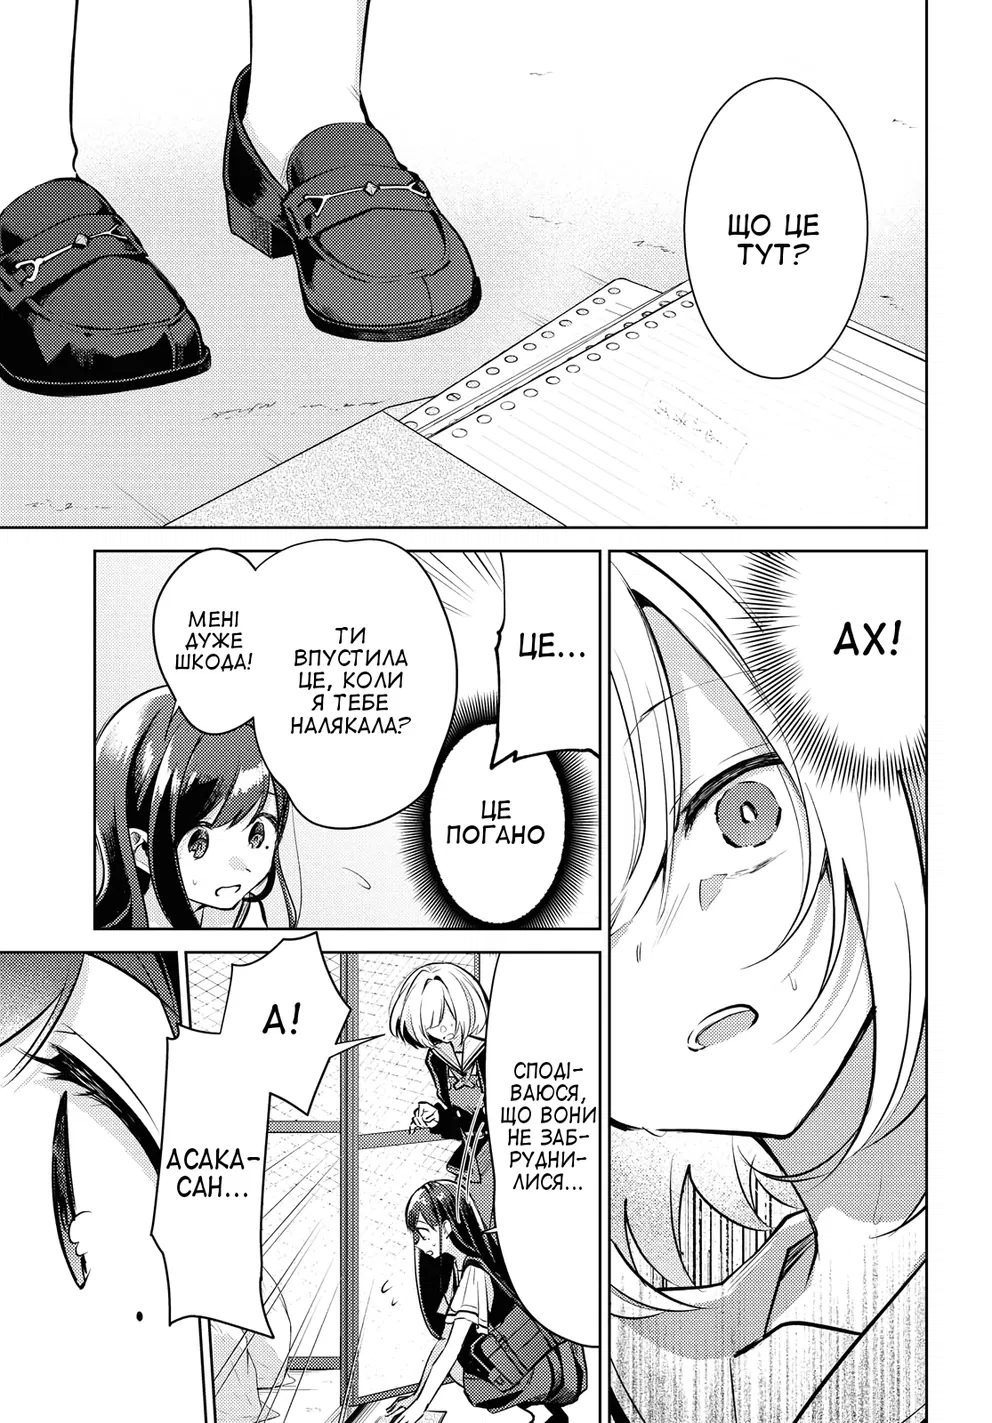 ЩО ЦЕ
ТУТ?
АХ!
ЦЕ...
ЦЕ
ПОГАНО
ТИ
ВПУСТИЛА
ЦЕ, КОЛИ
Я ТЕБЕ
НАЛЯКАЛА?
МЕНІ
ДУЖЕ
ШКОДА!
СПОДІ-
ВАЮСЯ,
ЩО ВОНИ
НЕ ЗАБ-
РУДНИ-
ЛИСЯ...
А!
АСАКА-
САН...